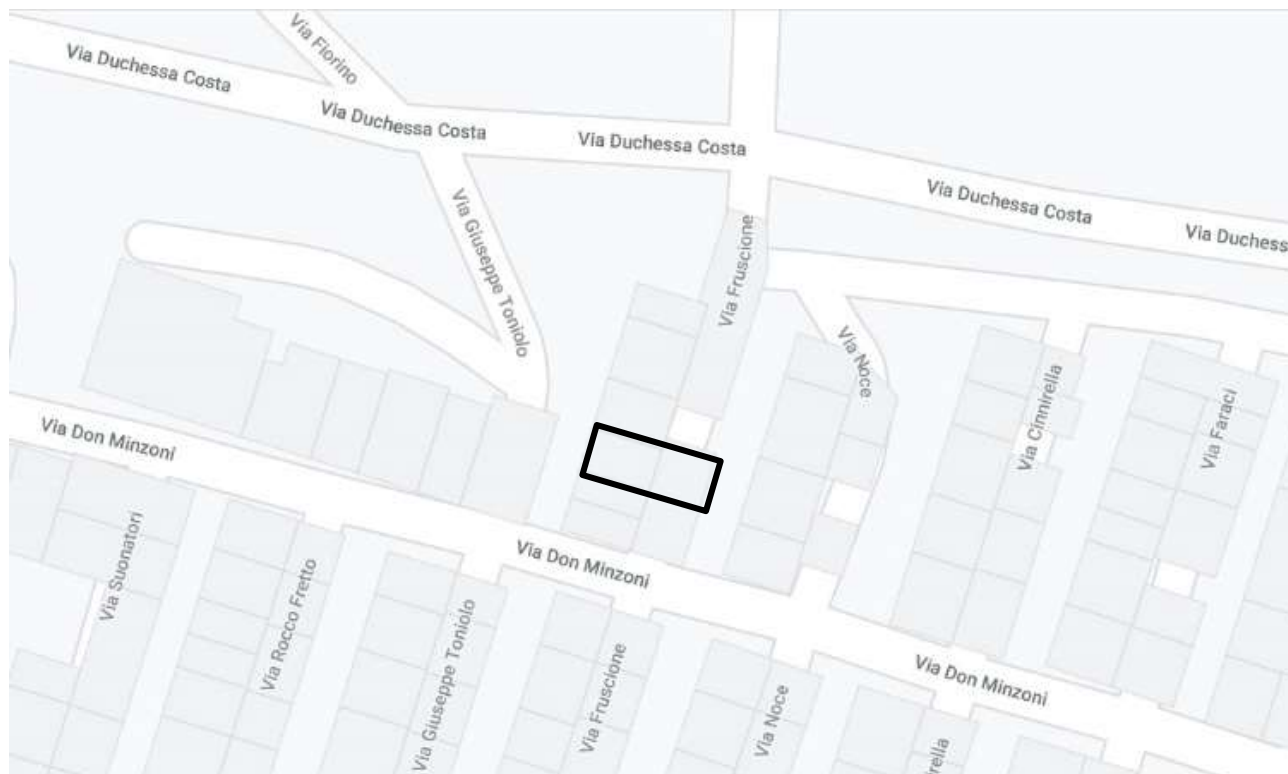 Via Fiorino
Via Duchessa Costa
Via Duchessa Costa
Via Duchessa Costa
Via Duchessa Costa
Via Duchess
Via Giuseppe Toniolo
Via Fruscione
Via Noce
Via Cinnirella
Via Faraci
Via Don Minzoni
Via Don Minzoni
Via Don Minzoni
Via Suonatori
Via Rocco Fretto
Via Giuseppe Toniolo
Via Fruscione
Via Noce
rella